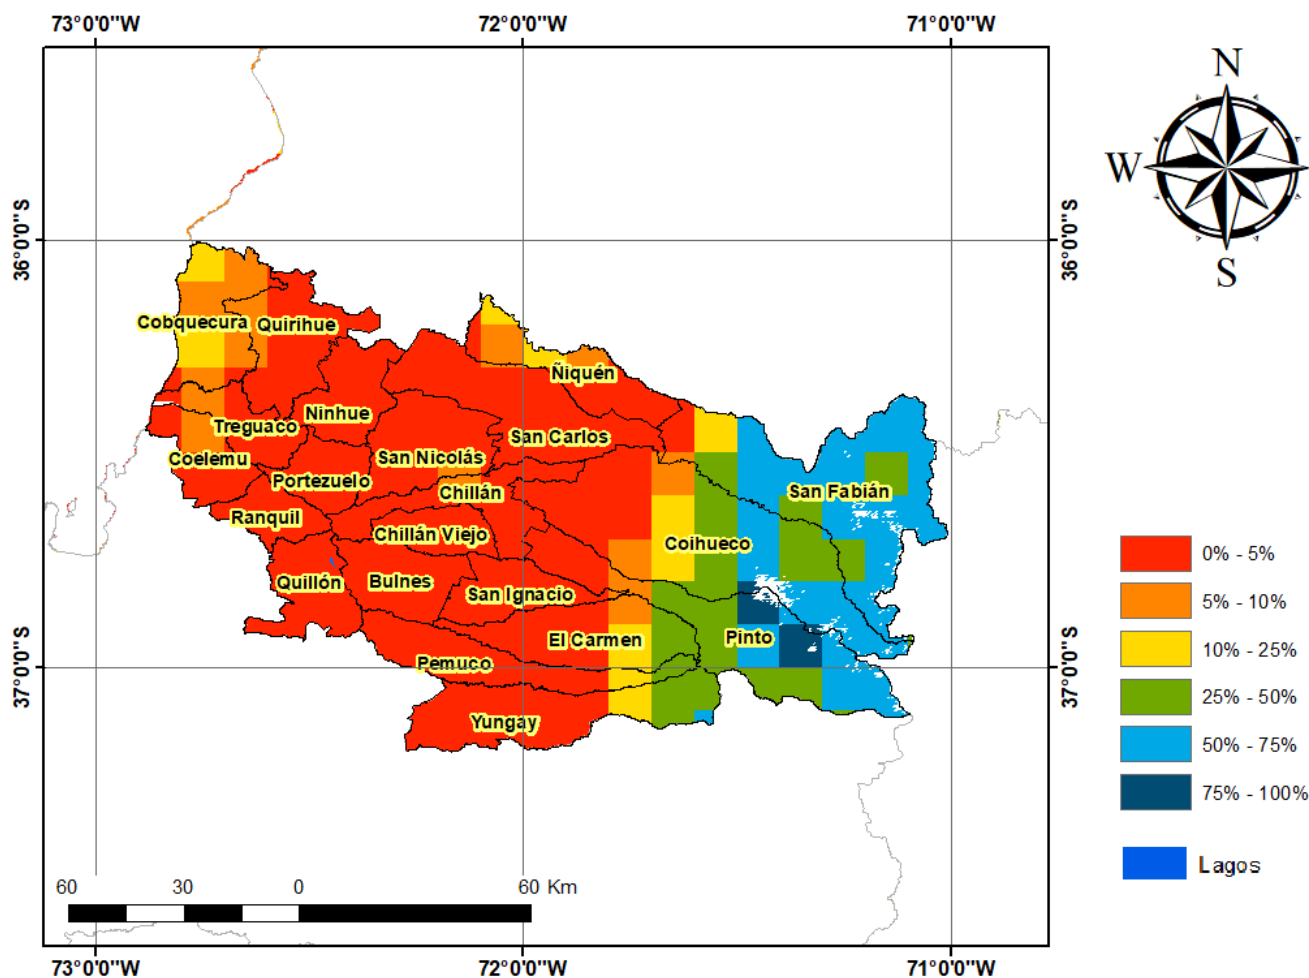 73°0'0"W 72°0'0"W 71°0'0"W
N
W
S
36°0'0"S 36°0'0"S
Cobquecura Quirihue
Ñiquén
Ninhue
Treguaco San Carlos
Coelemu San Nicolás
Portezuelo Chillán San Fabián
Ranquil
Chillán Viejo Coihueco
Quillón Bulnes
San Ignacio
El Carmen Pinto
Pemuco
Yungay
37°0'0"S 37°0'0"S
0% - 5%
5% - 10%
10% - 25%
25% - 50%
50% - 75%
75% - 100%
Lagos
60 30 0 60 Km
73°0'0"W 72°0'0"W 71°0'0"W